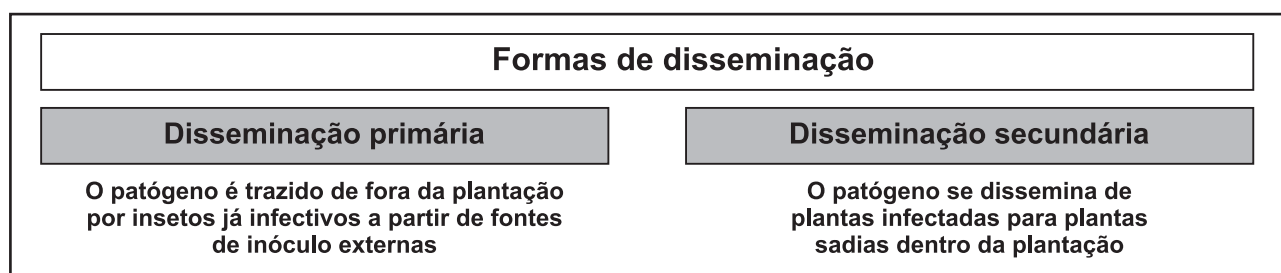 Formas de disseminação
Disseminação primária
O patógeno é trazido de fora da plantação
por insetos já infectivos a partir de fontes
de inóculo externas
Disseminação secundária
O patógeno se dissemina de
plantas infectadas para plantas
sadias dentro da plantação